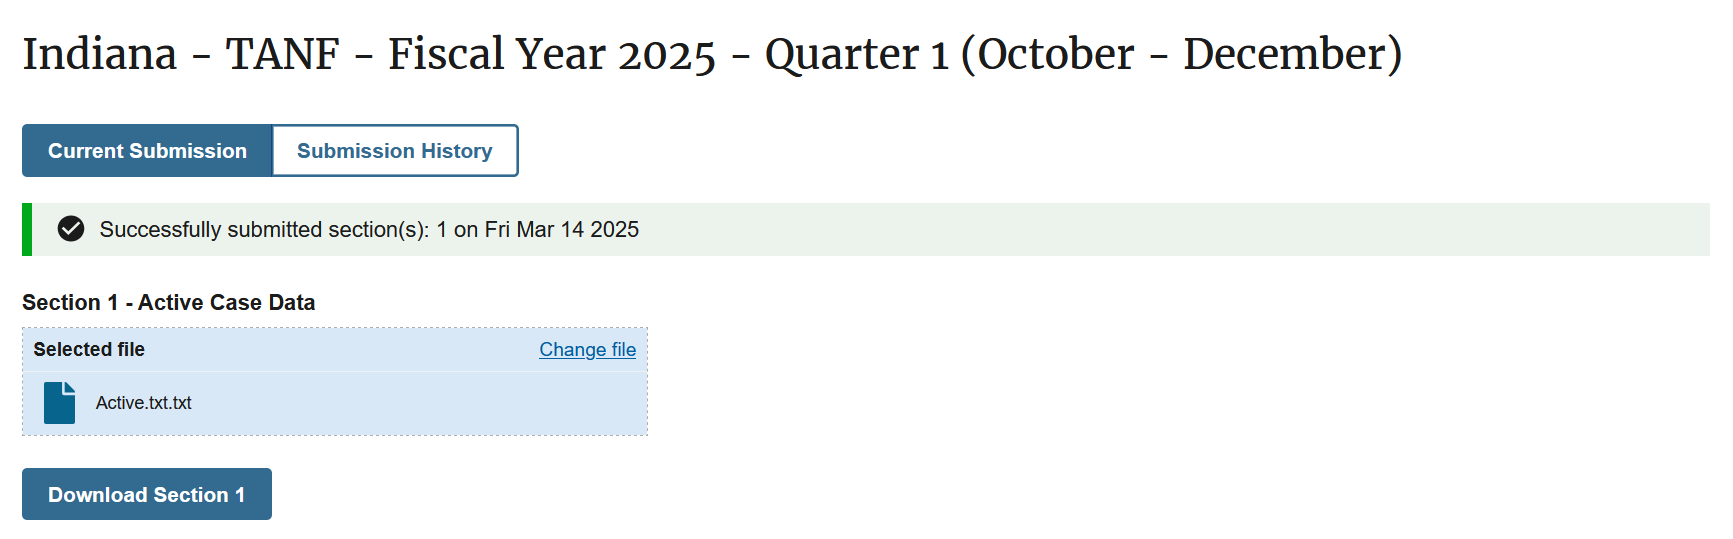 Indiana - TANF - Fiscal Year 2025 - Quarter 1 (October - December)
Current Submission
Submission History
Successfully submitted section(s): 1 on Fri Mar 14 2025
Section 1 - Active Case Data
Selected file
Change file
Active.txt.txt
Download Section 1